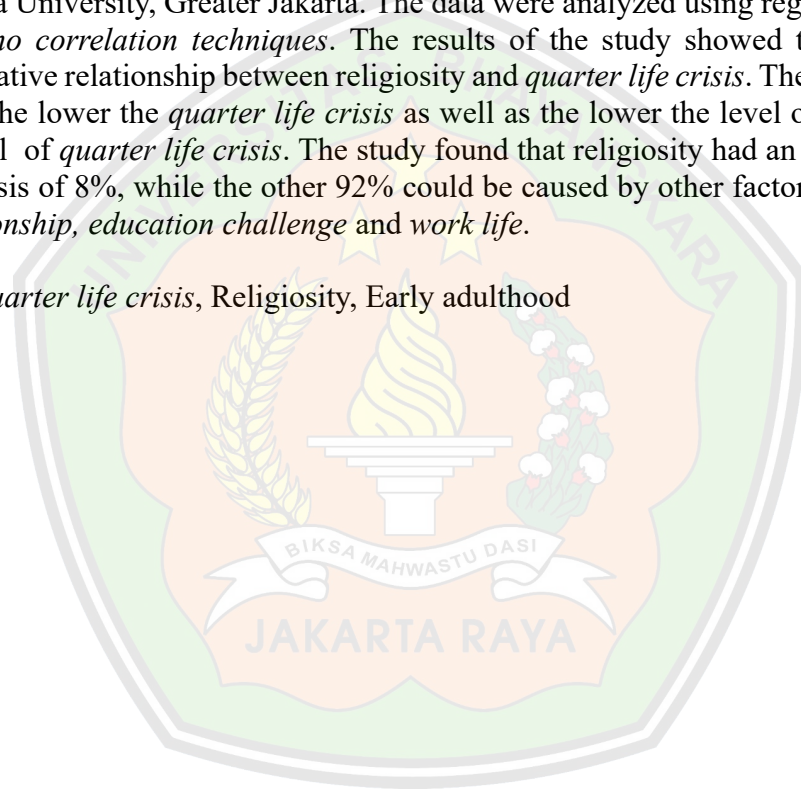 a University, Greater Jakarta. The data were analyzed using reg
no correlation techniques. The results of the study showed t
ative relationship between religiosity and quarter life crisis. The
he lower the quarter life crisis as well as the lower the level o
l of quarter life crisis. The study found that religiosity had an
sis of 8%, while the other 92% could be caused by other factor
onship, education challenge and work life.
uarter life crisis, Religiosity, Early adulthood
UNIVERSITAS BHAYANGKARA
BIKSA MAHWASTU DASI
JAKARTA RAYA